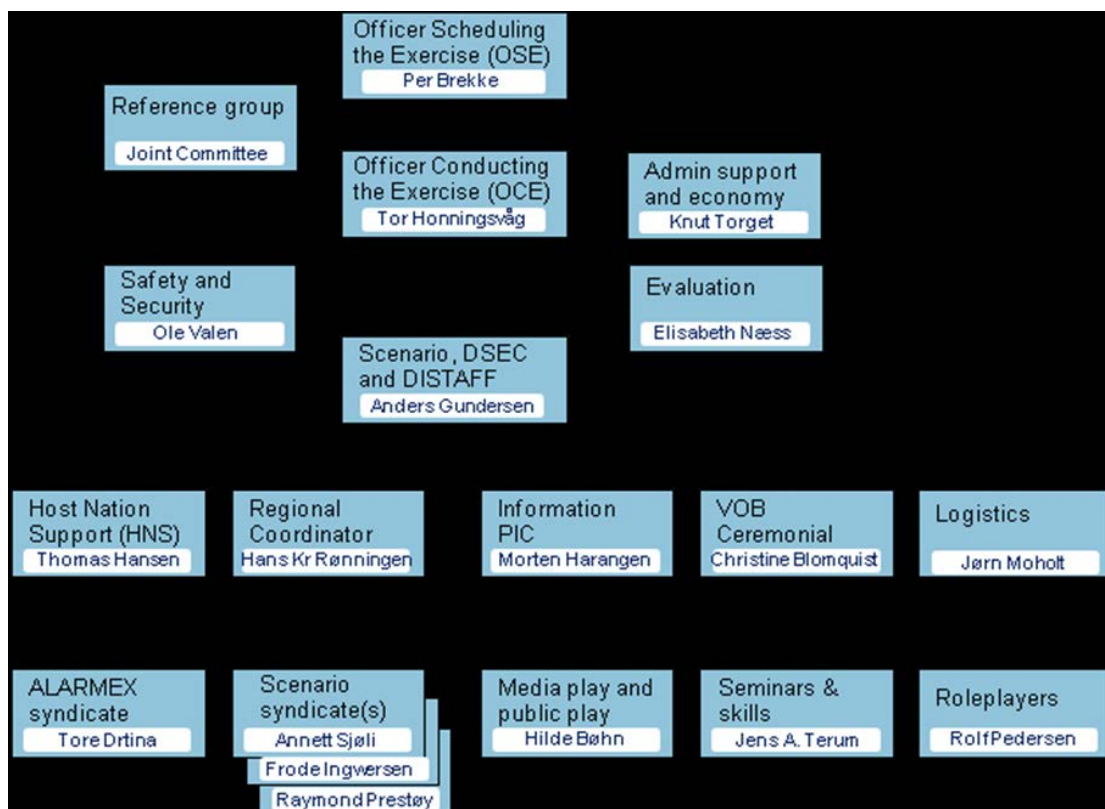 Officer Scheduling
the Exercise (OSE)
Per Brekke
Reference group
Joint Committee
Officer Conducting
the Exercise (OCE)
Tor Honningsvåg
Admin support
and economy
Knut Torget
Safety and
Security
Ole Valen
Evaluation
Elisabeth Næss
Scenario, DSEC
and DISTAFF
Anders Gundersen
Host Nation
Support (HNS)
Thomas Hansen
Regional
Coordinator
Hans Kr Rønningen
Information
PIC
Morten Harangen
VOB
Ceremonial
Christine Blomquist
Logistics
Jørn Moholt
ALARMEX
syndicate
Tore Drtina
Scenario
syndicate(s)
Annett Sjøli
Frode Ingwersen
Raymond Prestøy
Media play and
public play
Hilde Bøhn
Seminars &
skills
Jens A. Terum
Roleplayers
Rolf Pedersen